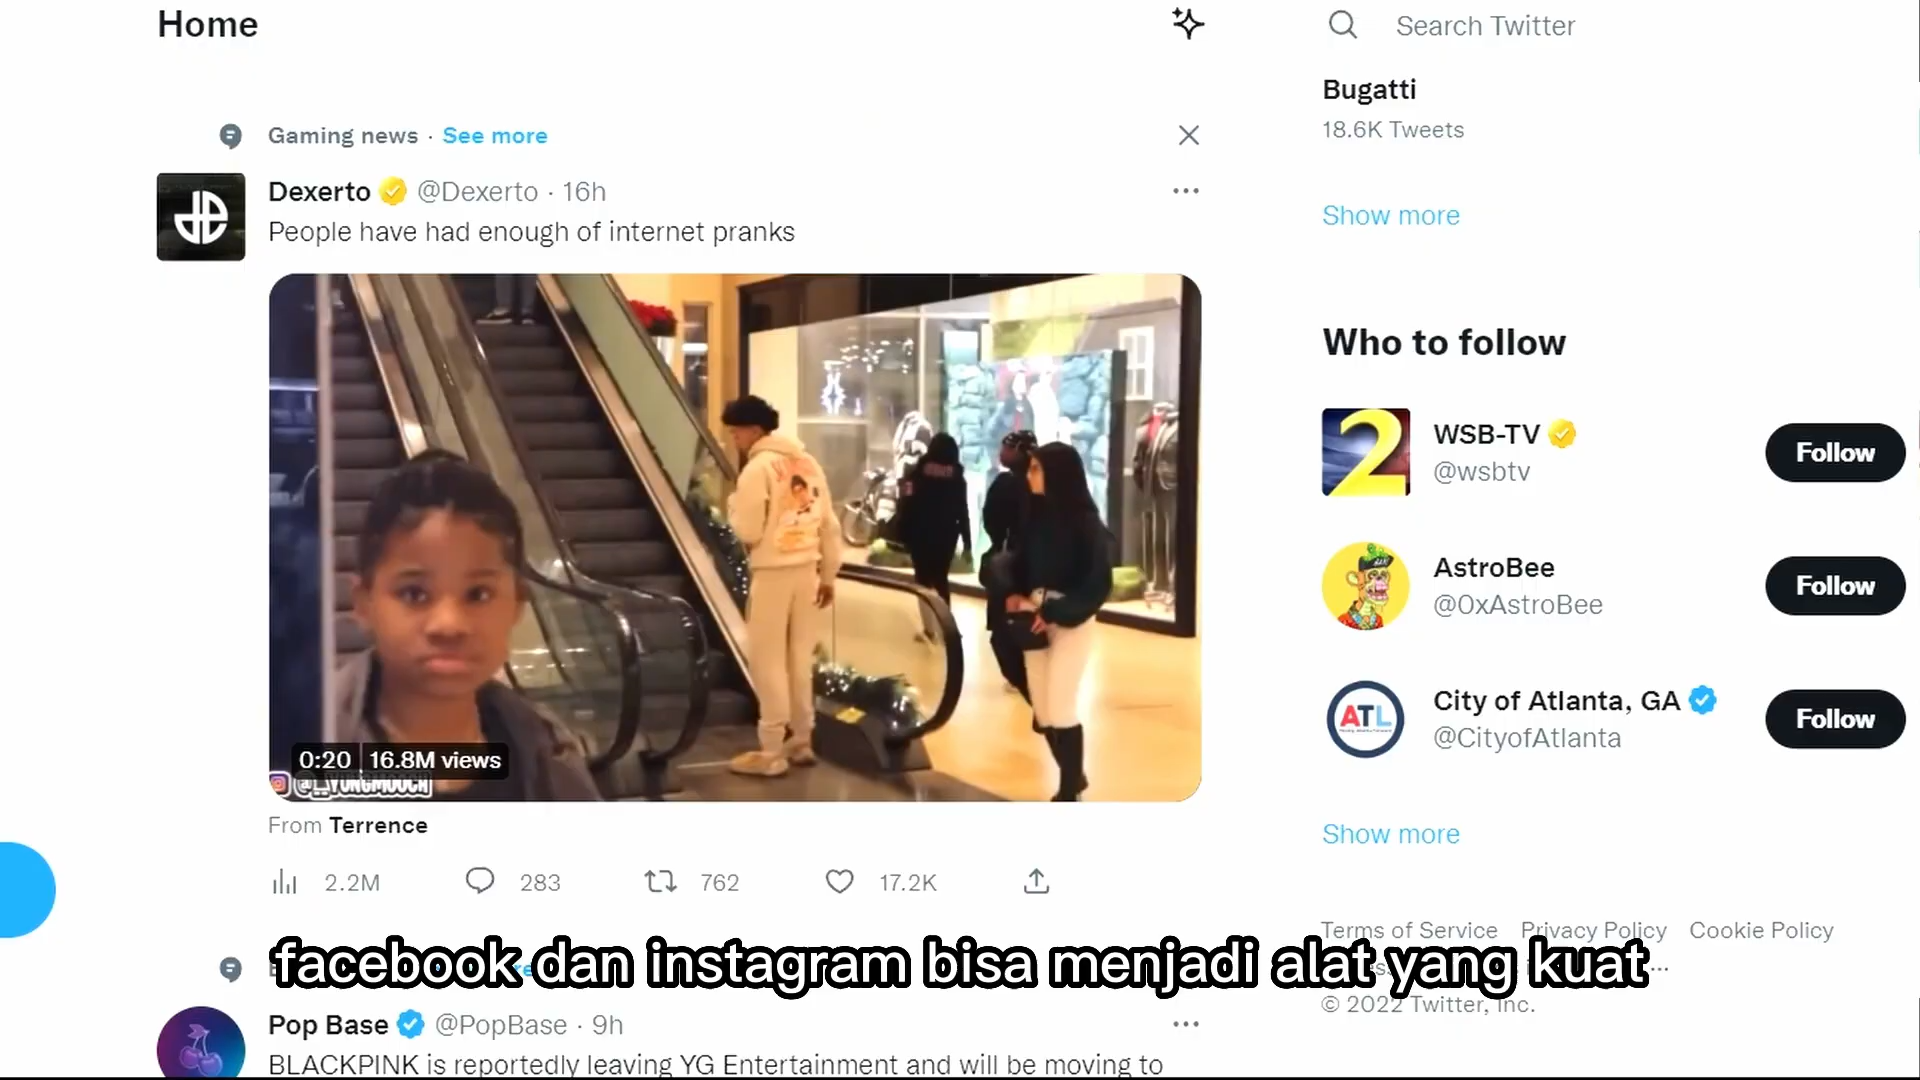 Home
Search Twitter
Bugatti
18.6K Tweets
Show more
Gaming news · See more
Dexerto @Dexerto · 16h
People have had enough of internet pranks
0:20 16.8M views
From Terrence
2.2M 283 762 17.2K
Who to follow
2
WSB-TV
@wsbtv
Follow
AstroBee
@0xAstroBee
Follow
ATL
City of Atlanta, GA
@CityofAtlanta
Follow
Show more
Terms of Service Privacy Policy Cookie Policy
© 2022 Twitter, Inc.
facebook dan instagram bisa menjadi alat yang kuat
Pop Base @PopBase · 9h
BLACKPINK is reportedly leaving YG Entertainment and will be moving to